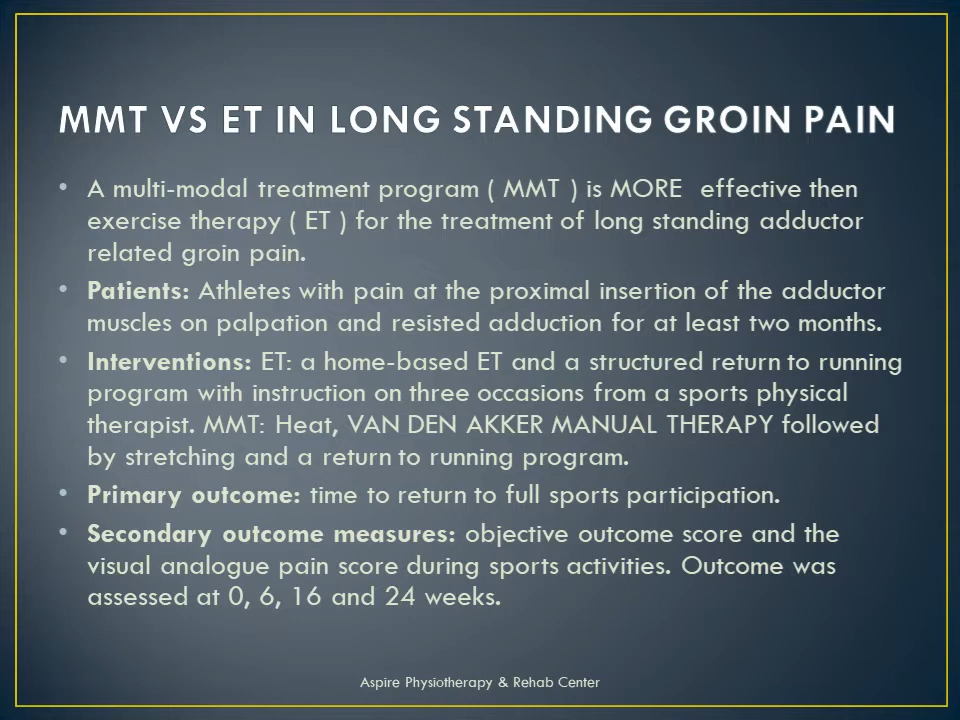 MMT VS ET IN LONG STANDING GROIN PAIN
• A multi-modal treatment program ( MMT ) is MORE effective then
exercise therapy ( ET ) for the treatment of long standing adductor
related groin pain.
• Patients: Athletes with pain at the proximal insertion of the adductor
muscles on palpation and resisted adduction for at least two months.
• Interventions: ET: a home-based ET and a structured return to running
program with instruction on three occasions from a sports physical
therapist. MMT: Heat, VAN DEN AKKER MANUAL THERAPY followed
by stretching and a return to running program.
• Primary outcome: time to return to full sports participation.
• Secondary outcome measures: objective outcome score and the
visual analogue pain score during sports activities. Outcome was
assessed at 0, 6, 16 and 24 weeks.
Aspire Physiotherapy & Rehab Center